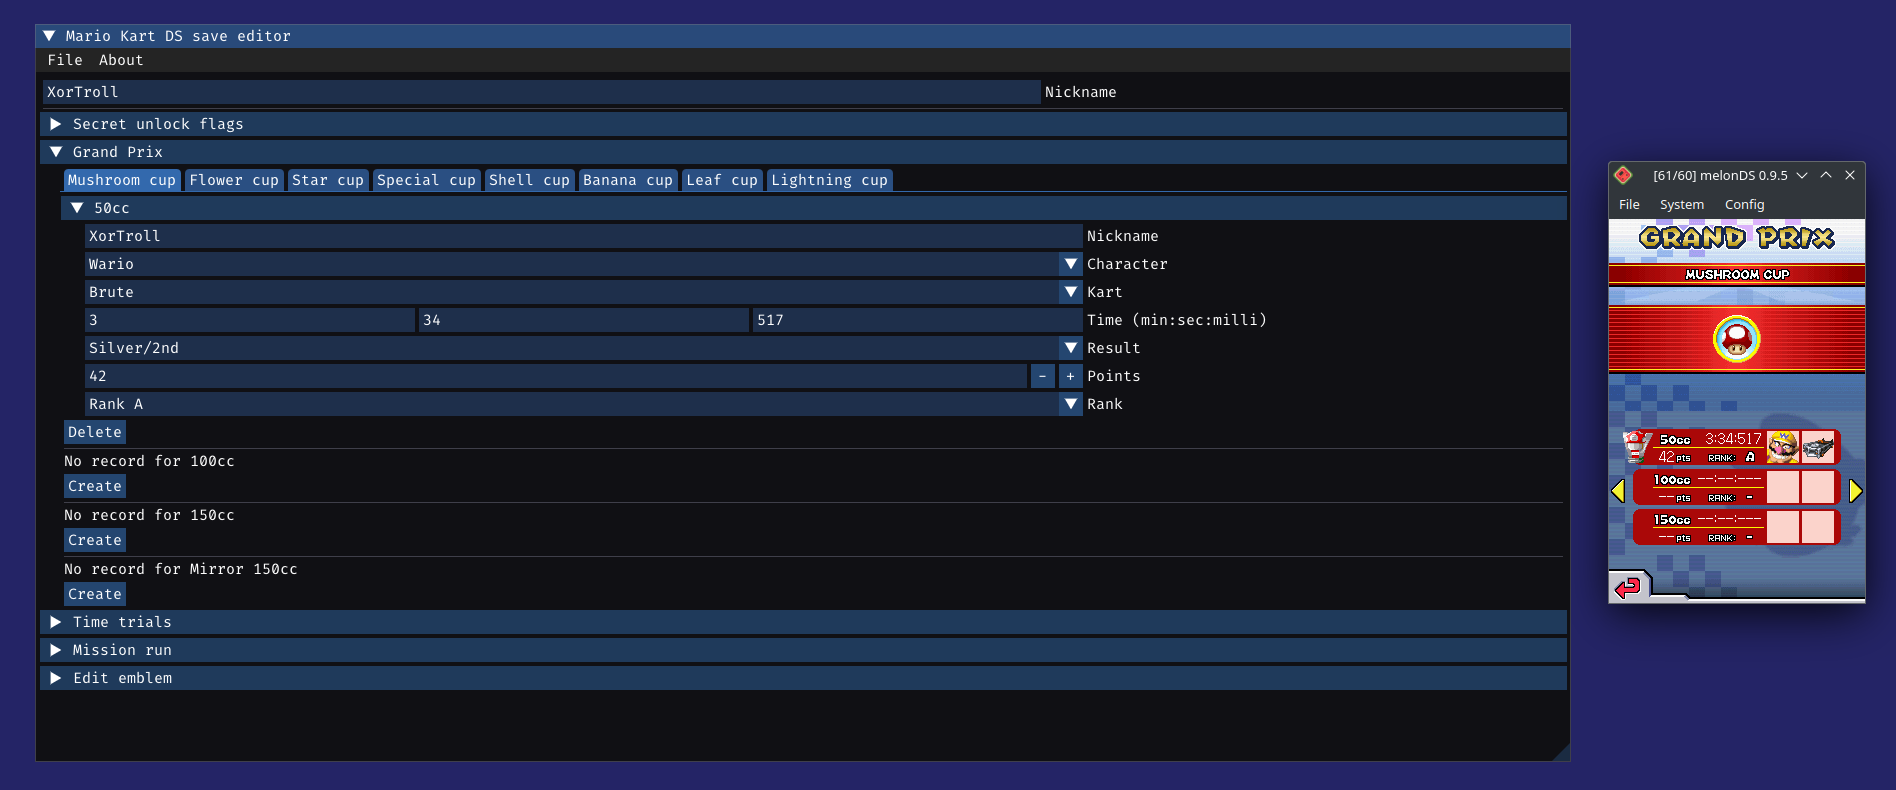 Mario Kart DS save editor
File About
XorTroll Nickname
Secret unlock flags
Grand Prix
Mushroom cup Flower cup Star cup Special cup Shell cup Banana cup Leaf cup Lightning cup
50cc
XorTroll Nickname
Wario Character
Brute Kart
3 34 517 Time (min:sec:milli)
Silver/2nd Result
42 - + Points
Rank A Rank
Delete
No record for 100cc
Create
No record for 150cc
Create
No record for Mirror 150cc
Create
Time trials
Mission run
Edit emblem
[61/60] melonDS 0.9.5
File System Config
GRAND PRIX
MUSHROOM CUP
50cc 3:34:517
42pts RANK: A
100cc --:--:---
--pts RANK: -
150cc --:--:---
--pts RANK: -